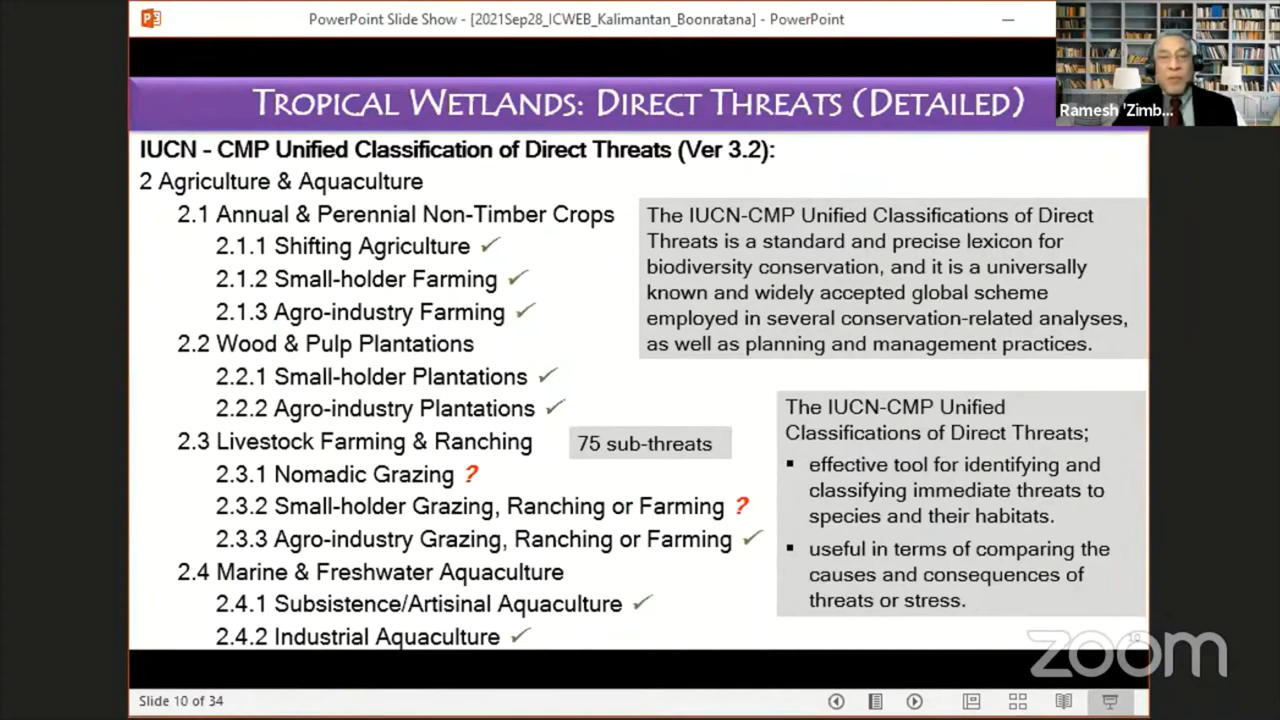 PowerPoint Slide Show - [2021Sep28_ICWEB_Kalimantan_Boonratana] - PowerPoint
Ramesh 'Zimb...
TROPICAL WETLANDS: DIRECT THREATS (DETAILED)
IUCN - CMP Unified Classification of Direct Threats (Ver 3.2):
2 Agriculture & Aquaculture
2.1 Annual & Perennial Non-Timber Crops
2.1.1 Shifting Agriculture ✓
2.1.2 Small-holder Farming ✓
2.1.3 Agro-industry Farming ✓
2.2 Wood & Pulp Plantations
2.2.1 Small-holder Plantations ✓
2.2.2 Agro-industry Plantations ✓
2.3 Livestock Farming & Ranching
75 sub-threats
2.3.1 Nomadic Grazing ?
2.3.2 Small-holder Grazing, Ranching or Farming ?
2.3.3 Agro-industry Grazing, Ranching or Farming ✓
2.4 Marine & Freshwater Aquaculture
2.4.1 Subsistence/Artisinal Aquaculture ✓
2.4.2 Industrial Aquaculture ✓
The IUCN-CMP Unified Classifications of Direct
Threats is a standard and precise lexicon for
biodiversity conservation, and it is a universally
known and widely accepted global scheme
employed in several conservation-related analyses,
as well as planning and management practices.
The IUCN-CMP Unified
Classifications of Direct Threats;
▪ effective tool for identifying and
classifying immediate threats to
species and their habitats.
▪ useful in terms of comparing the
causes and consequences of
threats or stress.
10
zoom
Slide 10 of 34